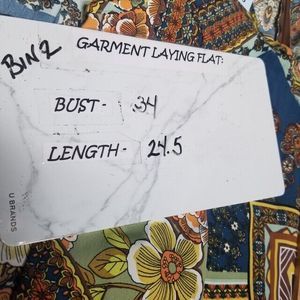 BIN 2
GARMENT LAYING FLAT:
BUST - 34
LENGTH - 24.5
U BRANDS